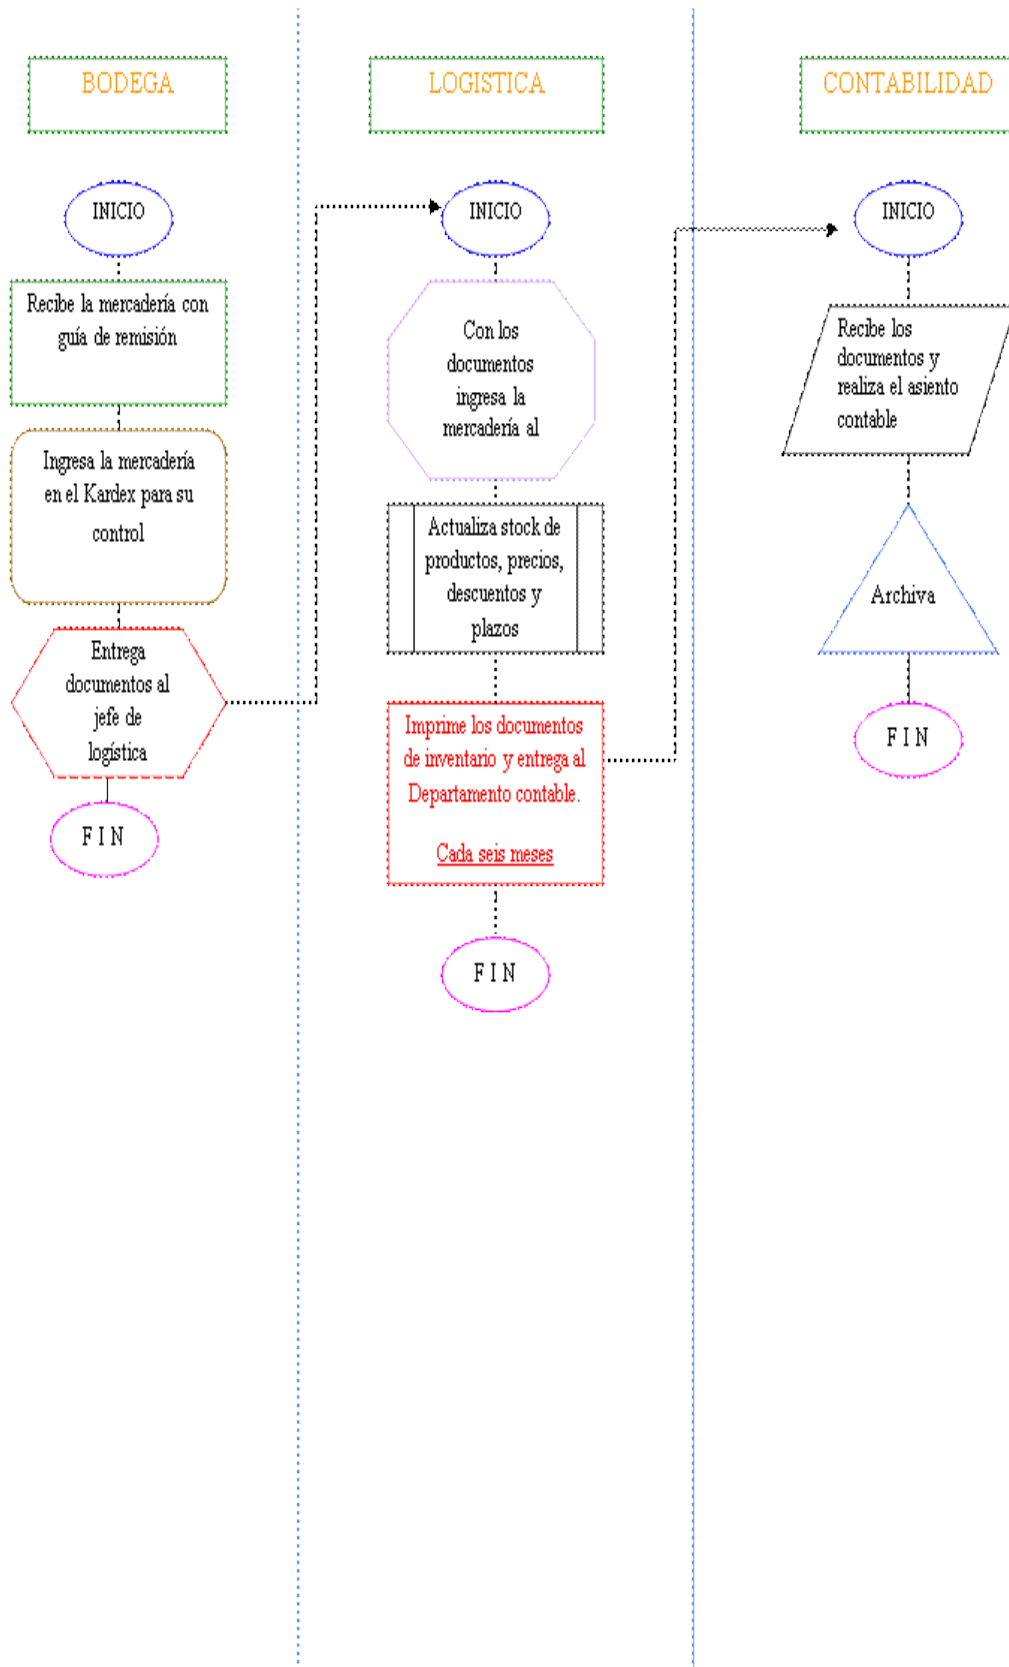 BODEGA
INICIO
Recibe la mercadería con
guía de remisión
Ingresa la mercadería
en el Kardex para su
control
Entrega
documentos al
jefe de
logística
F I N
LOGISTICA
INICIO
Con los
documentos
ingresa la
mercadería al
Actualiza stock de
productos, precios,
descuentos y
plazos
Imprime los documentos
de inventario y entrega al
Departamento contable.
Cada seis meses
F I N
CONTABILIDAD
INICIO
Recibe los
documentos y
realiza el asiento
contable
Archiva
F I N